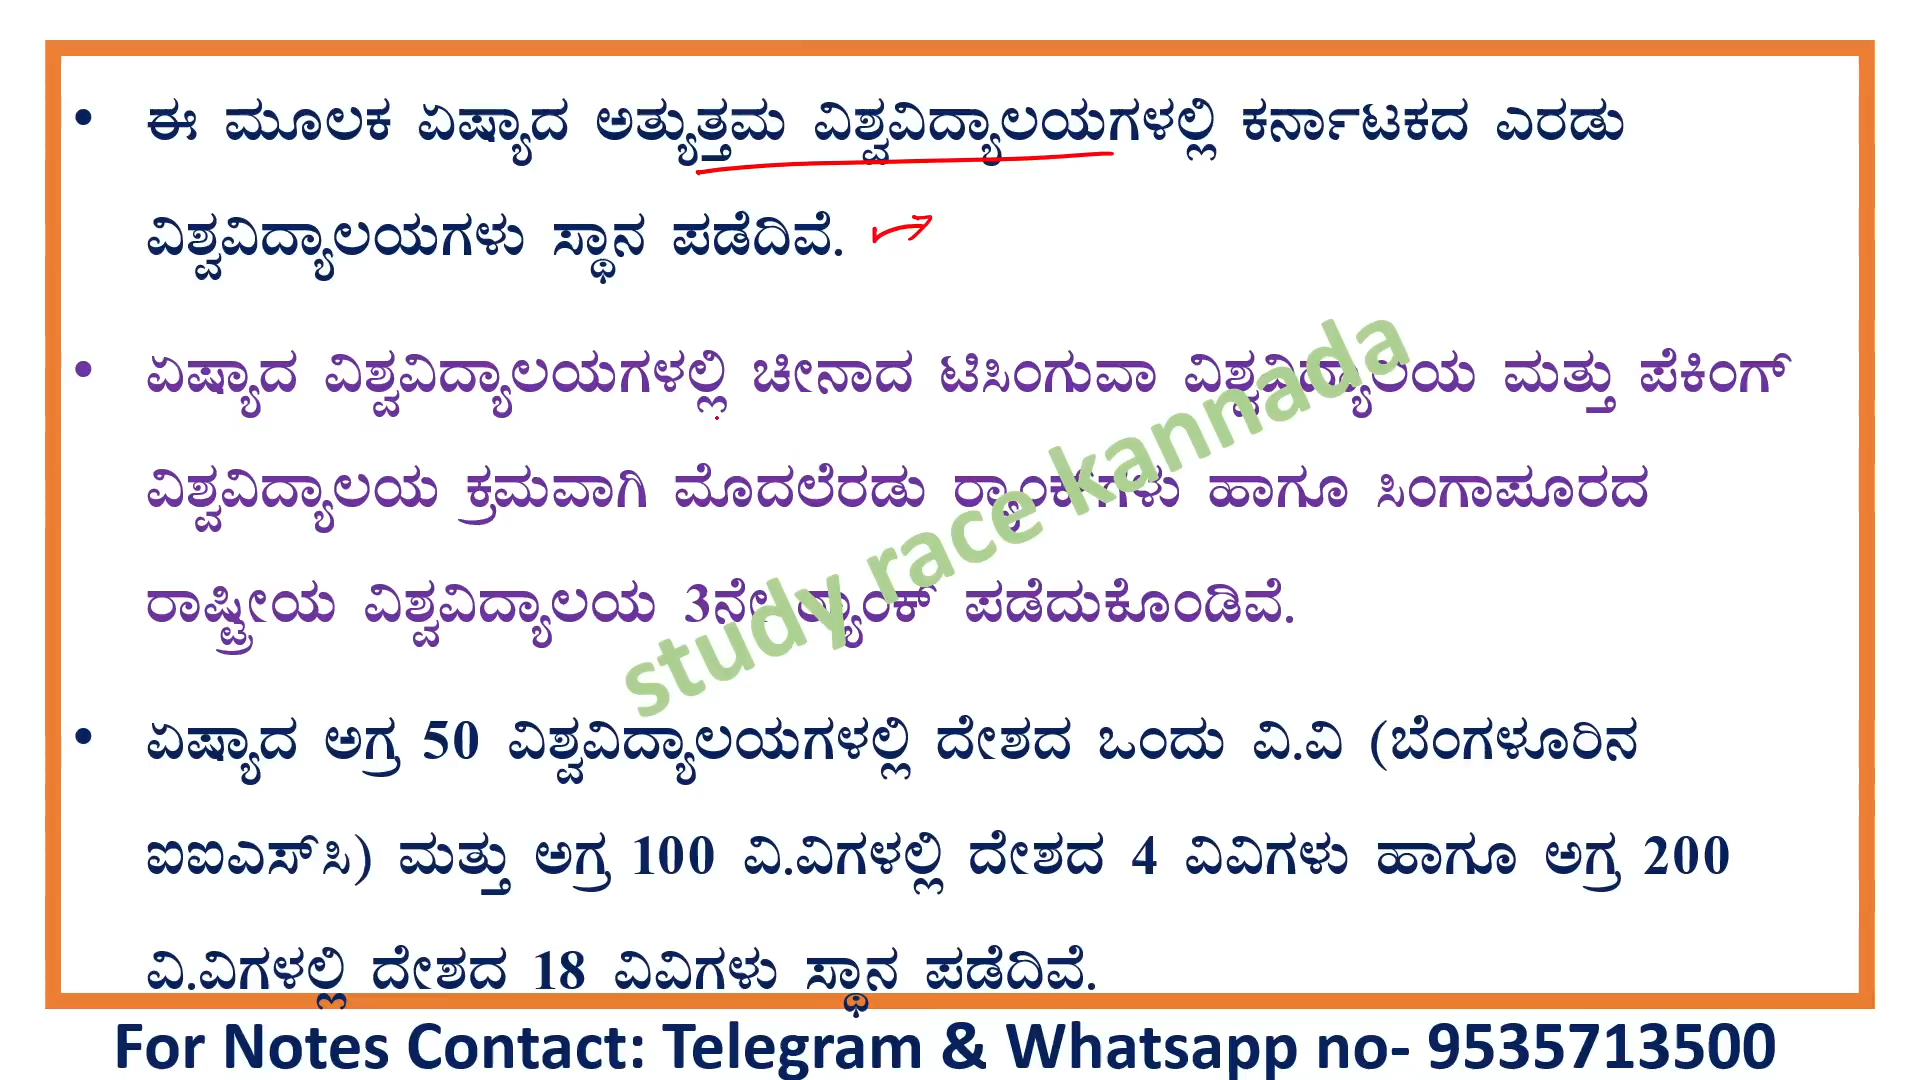 • ಈ ಮೂಲಕ ಏಷ್ಯಾದ ಅತ್ಯುತ್ತಮ ವಿಶ್ವವಿದ್ಯಾಲಯಗಳಲ್ಲಿ ಕರ್ನಾಟಕದ ಎರಡು
ವಿಶ್ವವಿದ್ಯಾಲಯಗಳು ಸ್ಥಾನ ಪಡೆದಿವೆ.
• ಏಷ್ಯಾದ ವಿಶ್ವವಿದ್ಯಾಲಯಗಳಲ್ಲಿ ಚೀನಾದ ಟಿಸಿಂಗುವಾ ವಿಶ್ವವಿದ್ಯಾಲಯ ಮತ್ತು ಪೆಕಿಂಗ್
ವಿಶ್ವವಿದ್ಯಾಲಯ ಕ್ರಮವಾಗಿ ಮೊದಲೆರಡು ರ‍್ಯಾಂಕ್‌ಗಳು ಹಾಗೂ ಸಿಂಗಾಪೂರದ
ರಾಷ್ಟ್ರೀಯ ವಿಶ್ವವಿದ್ಯಾಲಯ 3ನೇ ರ‍್ಯಾಂಕ್ ಪಡೆದುಕೊಂಡಿವೆ.
study race kannada
• ಏಷ್ಯಾದ ಅಗ್ರ 50 ವಿಶ್ವವಿದ್ಯಾಲಯಗಳಲ್ಲಿ ದೇಶದ ಒಂದು ವಿ.ವಿ (ಬೆಂಗಳೂರಿನ
ಐಐಎಸ್‌ಸಿ) ಮತ್ತು ಅಗ್ರ 100 ವಿ.ವಿಗಳಲ್ಲಿ ದೇಶದ 4 ವಿವಿಗಳು ಹಾಗೂ ಅಗ್ರ 200
ವಿ.ವಿಗಳಲ್ಲಿ ದೇಶದ 18 ವಿವಿಗಳು ಸ್ಥಾನ ಪಡೆದಿವೆ.
For Notes Contact: Telegram & Whatsapp no- 9535713500